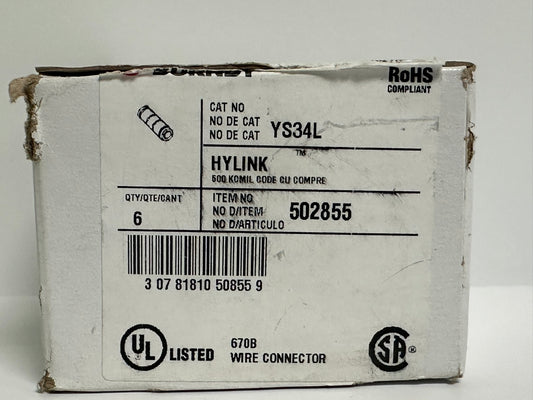 BURNDY
RoHS
COMPLIANT
CAT NO
NO DE CAT
NO DE CAT
YS34L
HYLINK™
500 KCMIL CODE CU COMPRE
QTY/QTE/CANT
6
ITEM NO
NO D/ITEM
NO D/ARTICULO
502855
3 07 81810 50855 9
UL LISTED
670B
WIRE CONNECTOR
SA ®